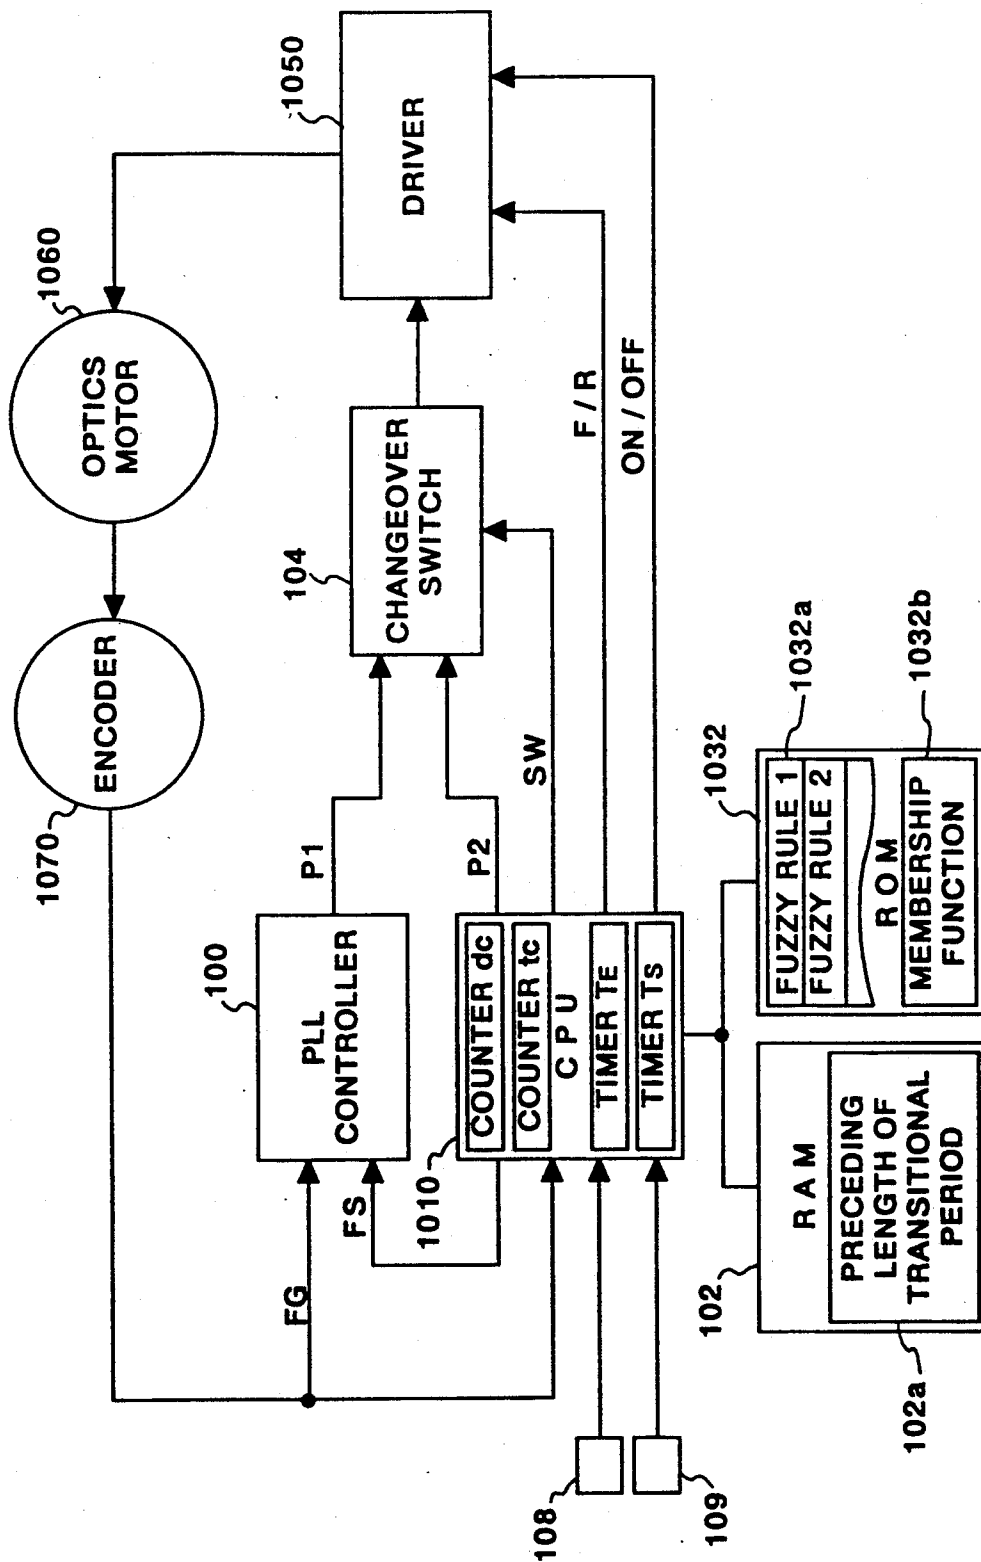 1070
ENCODER
1060
OPTICS
MOTOR
1050
DRIVER
104
CHANGEOVER
SWITCH
100
PLL
CONTROLLER
FG
FS
P1
P2
SW
F / R
ON / OFF
1010
COUNTER dc
COUNTER tc
C P U
TIMER TE
TIMER TS
108
109
102
R A M
PRECEDING
LENGTH OF
TRANSITIONAL
PERIOD
102a
1032
FUZZY RULE 1
FUZZY RULE 2
R O M
MEMBERSHIP
FUNCTION
1032a
1032b